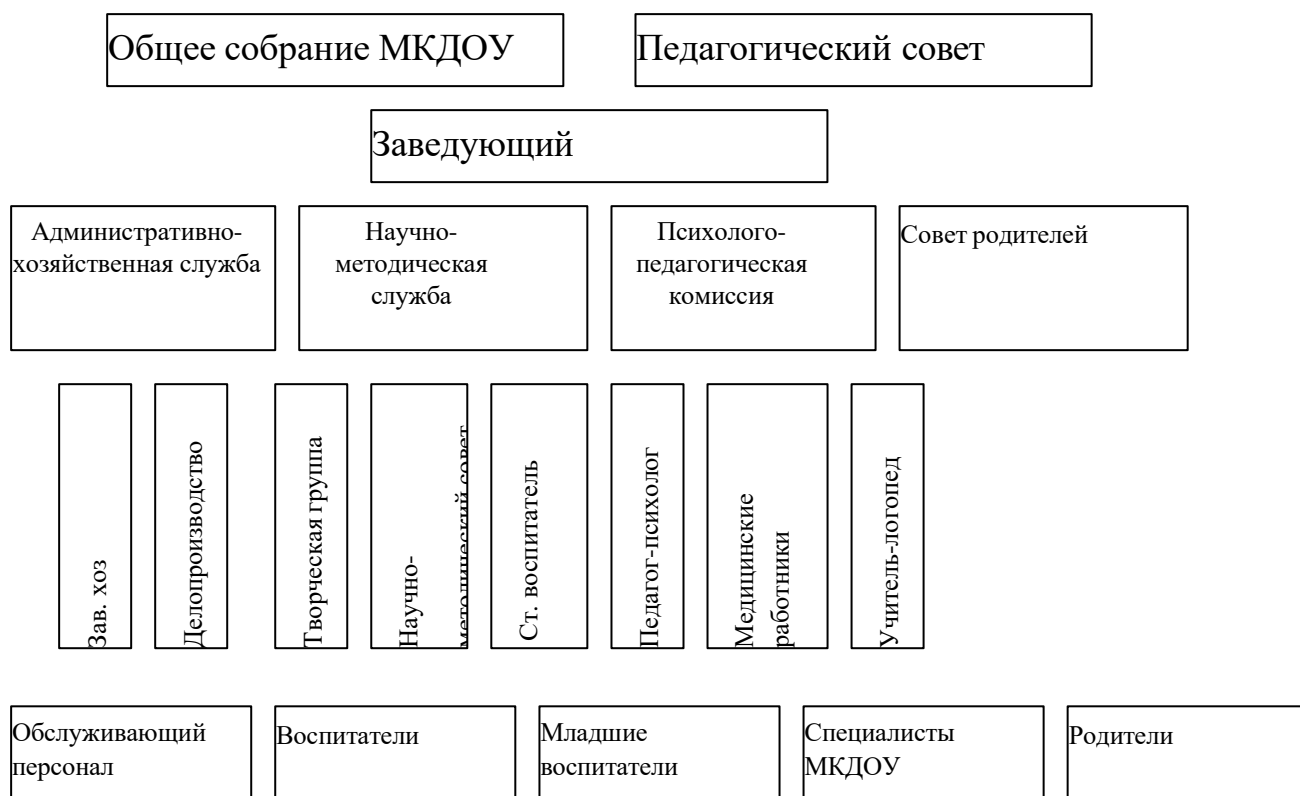 Общее собрание МКДОУ
Педагогический совет
Заведующий
Административно-
хозяйственная служба
Научно-
методическая
служба
Психолого-
педагогическая
комиссия
Совет родителей
Зав. хоз
Делопроизводство
Творческая группа
Научно-
методический совет
Ст. воспитатель
Педагог-психолог
Медицинские
работники
Учитель-логопед
Обслуживающий
персонал
Воспитатели
Младшие
воспитатели
Специалисты
МКДОУ
Родители